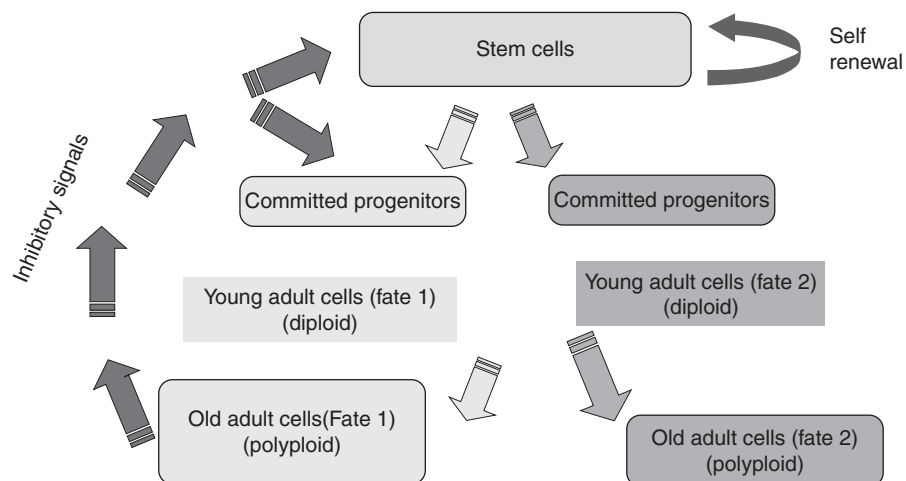 Stem cells
Self
renewal
Inhibitory signals
Committed progenitors
Committed progenitors
Young adult cells (fate 1)
(diploid)
Young adult cells (fate 2)
(diploid)
Old adult cells(Fate 1)
(polyploid)
Old adult cells (fate 2)
(polyploid)